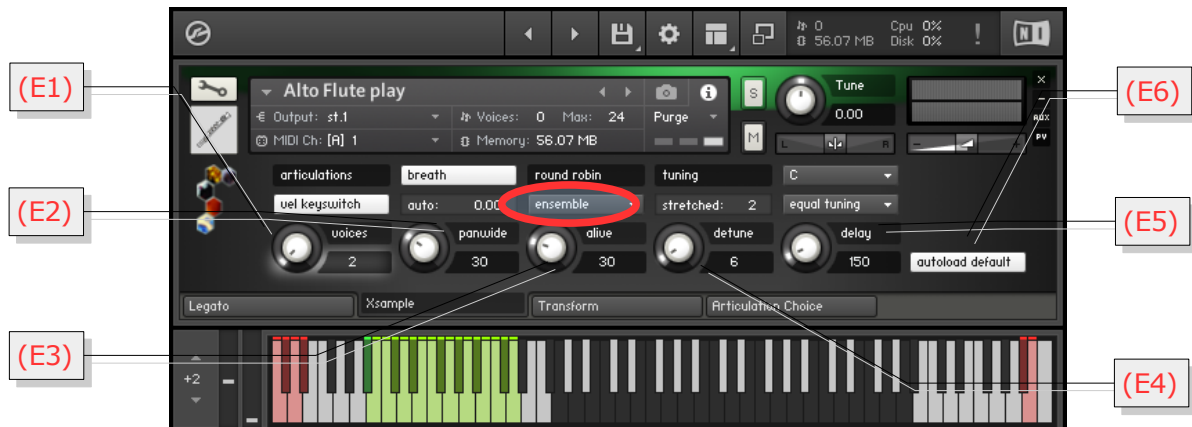 0 Cpu 0%
56.07 MB Disk 0% ! NI
(E1)
(E6)
Alto Flute play
S
Tune
×
Output: st.1
Voices: 0 Max: 24
Purge
0.00
AUX
MIDI Ch: [A] 1
Memory: 56.07 MB
M
L R
- +
PV
articulations breath round robin tuning C
(E2)
vel keyswitch auto: 0.00 ensemble stretched: 2 equal tuning
(E5)
voices panwide alive detune delay
2 30 30 6 150 autoload default
Legato Xsample Transform Articulation Choice
(E3)
(E4)
+2